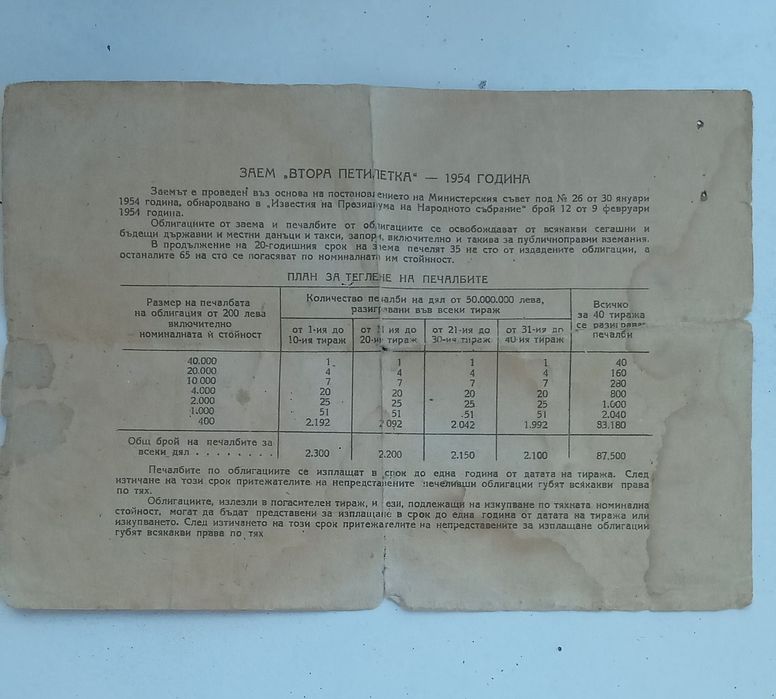 ЗАЕМ „ВТОРА ПЕТИЛЕТКА“ — 1954 ГОДИНА
Заемът е проведен въз основа на постановлението на Министерския съвет под № 26 от 30 януари
1954 година, обнародвано в „Известия на Президиума на Народното събрание“ брой 12 от 9 февруари
1954 година.
Облигациите от заема и печалбите от облигациите се освобождават от всякакви сегашни и
бъдещи държавни и местни данъци и такси, запори, включително и такива за публичноправни вземания.
В продължение на 20-годишния срок на заема печелят 35 на сто от издадените облигации, а
останалите 65 на сто се погасяват по номиналната им стойност.
ПЛАН ЗА ТЕГЛЕНЕ НА ПЕЧАЛБИТЕ
Размер на печалбата
на облигация от 200 лева
включително
номиналната ѝ стойност
Количество печалби на дял от 50.000.000 лева,
разигравани във всеки тираж
Всичко
за 40 тиража
се разиграват
печалби
от 1-ия до
10-ия тираж
от 11 ия до
20-ия тираж
от 21-ия до
30-ия тираж
от 31-ия до
40-ия тираж
40.000 1 1 1 1 40
20.000 4 4 4 4 160
10 000 7 7 7 7 280
4.000 20 20 20 20 800
2.000 25 25 25 25 1.000
1.000 51 51 51 51 2.040
400 2.192 2 092 2 042 1.992 83.180
Общ брой на печалбите за
всеки дял . . . . . . . . 2.300 2.200 2.150 2.100 87.500
Печалбите по облигациите се изплащат в срок до една година от датата на тиража. След
изтичане на този срок притежателите на непредставените печеливши облигации губят всякакви права
по тях.
Облигациите, излезли в погасителен тираж, и тези, подлежащи на изкупване по тяхната номинална
стойност, могат да бъдат представени за изплащане в срок до една година от датата на тиража или
изкупването. След изтичането на този срок притежателите на непредставените за изплащане облигации
губят всякакви права по тях